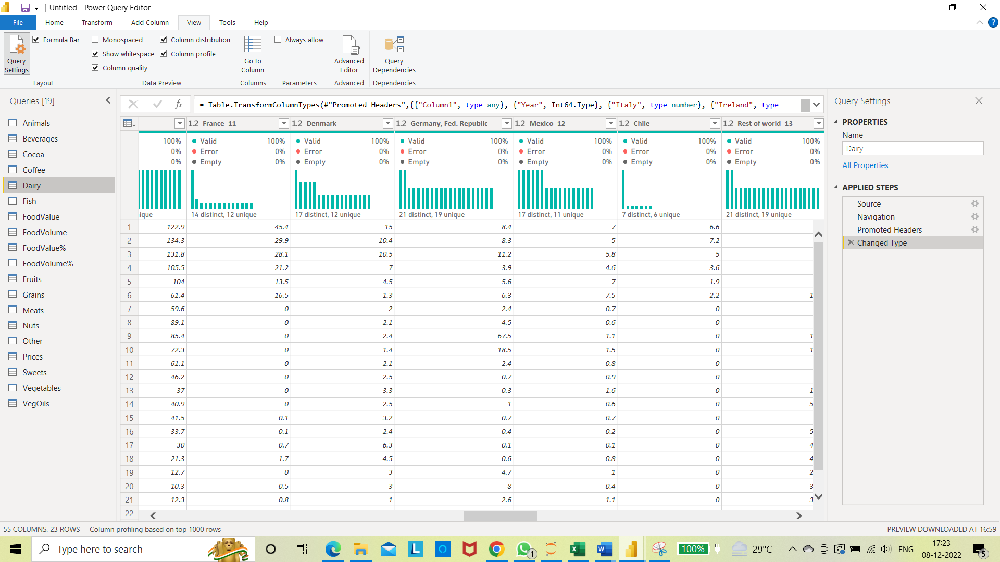 Untitled - Power Query Editor
File Home Transform Add Column View Tools Help
Query Settings
Formula Bar
Layout
Monospaced
Show whitespace
Column quality
Column distribution
Column profile
Data Preview
Go to Column
Columns
Always allow
Parameters
Advanced Editor
Advanced
Query Dependencies
Dependencies
Queries [19]
Animals
Beverages
Cocoa
Coffee
Dairy
Fish
FoodValue
FoodVolume
FoodValue%
FoodVolume%
Fruits
Grains
Meats
Nuts
Other
Prices
Sweets
Vegetables
VegOils
fx = Table.TransformColumnTypes(#"Promoted Headers",{{"Column1", type any}, {"Year", Int64.Type}, {"Italy", type number}, {"Ireland", type
1.2 France_11 1.2 Denmark 1.2 Germany, Fed. Republic 1.2 Mexico_12 1.2 Chile 1.2 Rest of world_13
100% Valid 100% Valid 100% Valid 100% Valid 100% Valid 100% Valid 100%
0% Error 0% Error 0% Error 0% Error 0% Error 0% Error 0%
0% Empty 0% Empty 0% Empty 0% Empty 0% Empty 0% Empty 0%
ique 14 distinct, 12 unique 17 distinct, 12 unique 21 distinct, 19 unique 17 distinct, 11 unique 7 distinct, 6 unique 21 distinct, 19 unique
1 122.9 45.4 15 8.4 7 6.6
2 134.3 29.9 10.4 8.3 5 7.2
3 131.8 28.1 10.5 11.2 5.8 5
4 105.5 21.2 7 3.9 4.6 3.6
5 104 13.5 4.5 5.6 7 1.9
6 61.4 16.5 1.3 6.3 7.5 2.2 1
7 59.6 0 2 2.4 0.7 0
8 89.1 0 2.1 4.5 0.6 0
9 85.4 0 2.4 67.5 1.1 0 1
10 72.3 0 1.4 18.5 1.5 0 1
11 61.1 0 2.1 2.4 0.8 0
12 46.2 0 2.5 0.7 0.9 0
13 37 0 3.3 0.3 1.6 0 1
14 40.9 0 2.5 1 0.6 0 5
15 41.5 0.1 3.2 0.7 0.7 0
16 33.7 0.1 2.4 0.4 0.2 0 5
17 30 0.7 6.3 0.1 0.1 0 4
18 21.3 1.7 4.5 0.6 0.8 0 4
19 12.7 0 3 4.7 1 0 2
20 10.3 0.5 3 8 0.4 0 3
21 12.3 0.8 1 2.6 1.1 0 3
22
Query Settings
PROPERTIES
Name
Dairy
All Properties
APPLIED STEPS
Source
Navigation
Promoted Headers
Changed Type
55 COLUMNS, 23 ROWS Column profiling based on top 1000 rows PREVIEW DOWNLOADED AT 16:59
Type here to search 1 100% 29°C ENG 17:23
08-12-2022 5